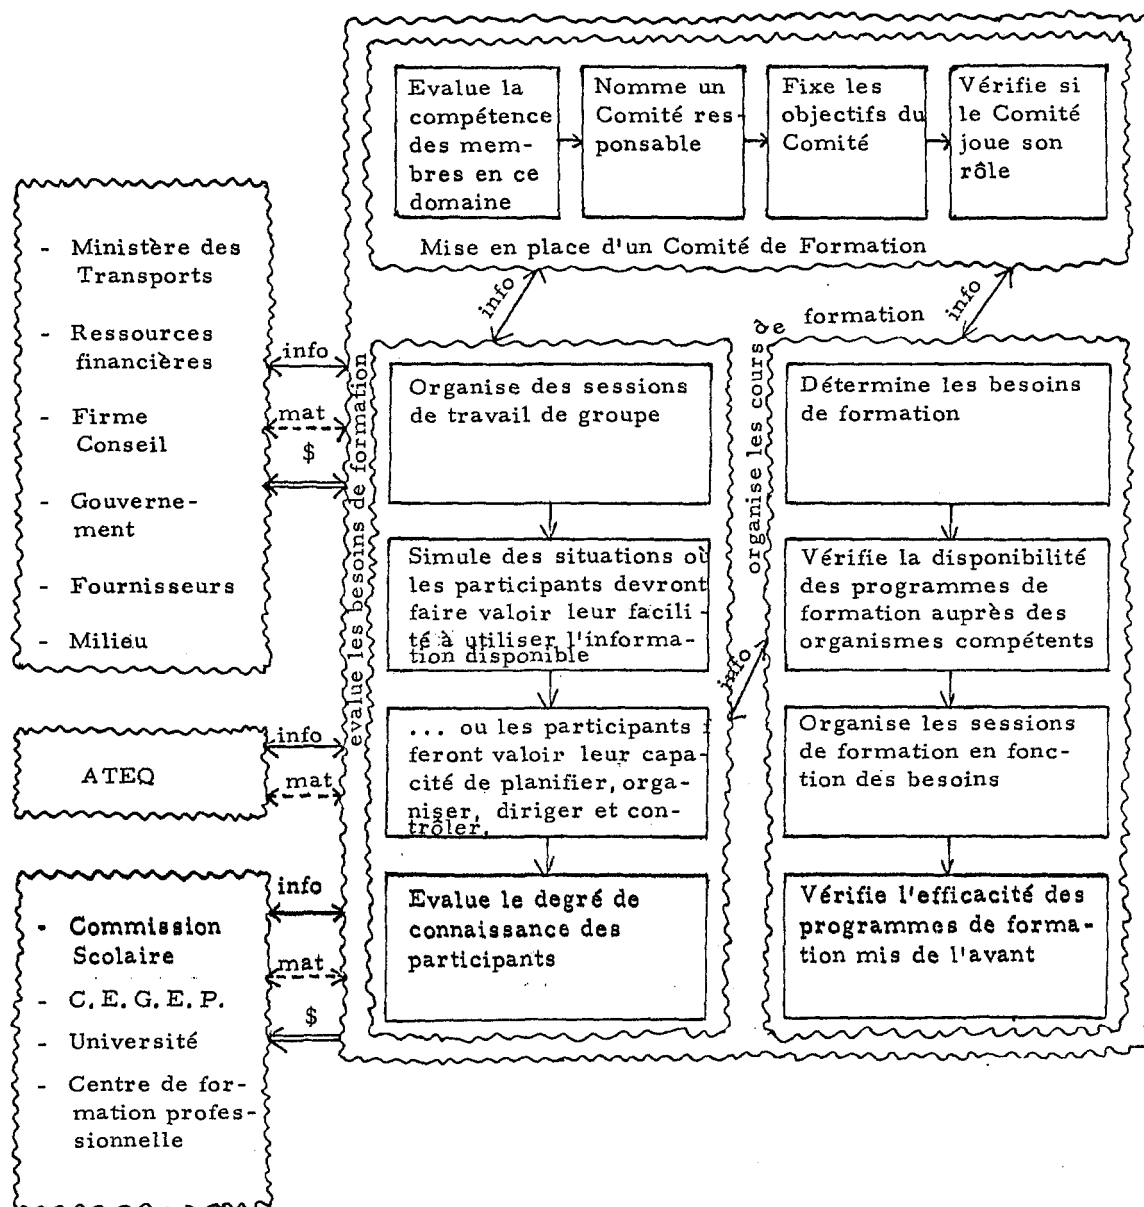 Evalue la
compétence
des mem-
bres en ce
domaine
Nomme un
Comité res-
ponsable
Fixe les
objectifs du
Comité
Vérifie si
le Comité
joue son
rôle
Mise en place d'un Comité de Formation
- Ministère des
Transports
- Ressources
financières
- Firme
Conseil
- Gouverne-
ment
- Fournisseurs
- Milieu
info
mat
$
ATEQ
info
mat
- Commission
Scolaire
- C.E.G.E.P.
- Université
- Centre de for-
mation profes-
sionnelle
info
mat
$
info
info
evalue les besoins de formation
Organise des sessions
de travail de groupe
Simule des situations où
les participants devront
faire valoir leur facili-
té à utiliser l'informa
tion disponible
... ou les participants f
feront valoir leur capa-
cité de planifier, orga-
niser, diriger et con-
trôler.
Evalue le degré de
connaissance des
participants
info
organise les cours de formation
Détermine les besoins
de formation
Vérifie la disponibilité
des programmes de
formation auprès des
organismes compétents
Organise les sessions
de formation en fonc-
tion des besoins
Vérifie l'efficacité des
programmes de forma-
tion mis de l'avant